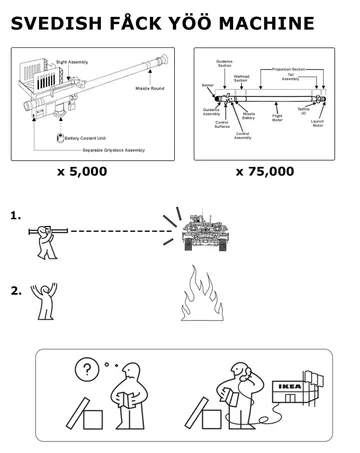 SVEDISH FÅCK YÖÖ MACHINE
Sight Assembly
Missile Round
Battery Coolant Unit
Separable Gripstock Assembly
x 5,000
Guidance
Section
Propulsion Section
Warhead
Section
Tail
Assembly
Seeker
Guidance
Assembly
Control
Surfaces
Control
Assembly
Missile
Battery
Flight
Motor
Tailfins
(4)
Launch
Motor
x 75,000
1.
2.
?
IKEA